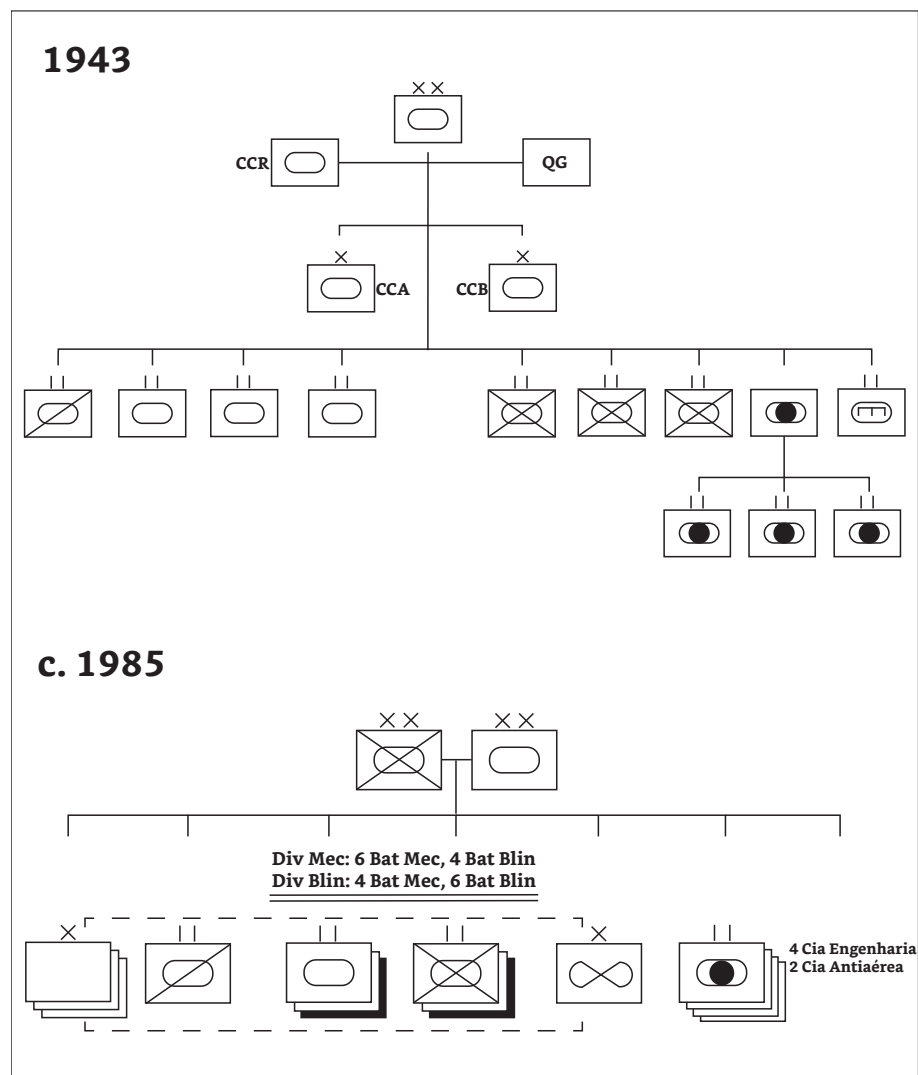 1943
CCR
QG
CCA
CCB
c. 1985
Div Mec: 6 Bat Mec, 4 Bat Blin
Div Blin: 4 Bat Mec, 6 Bat Blin
4 Cia Engenharia
2 Cia Antiaérea